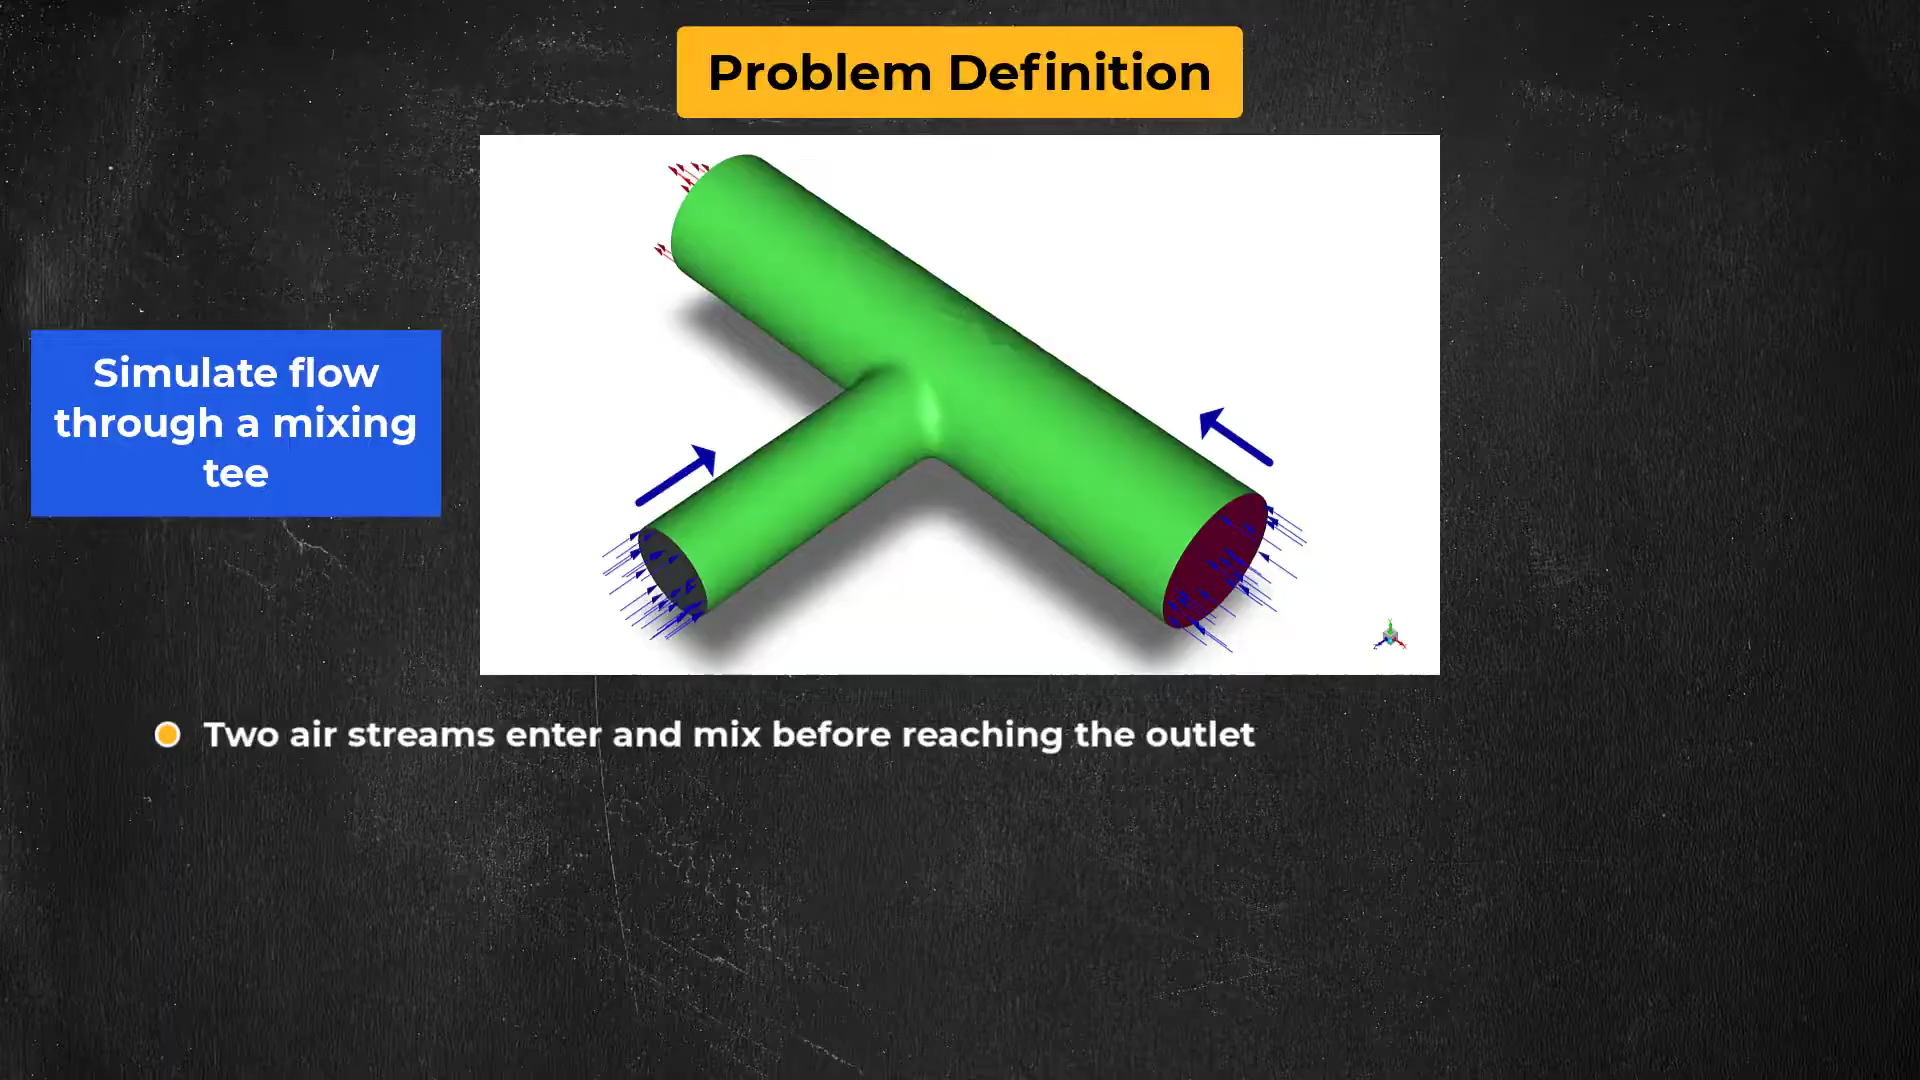 Problem Definition
Simulate flow
through a mixing
tee
Two air streams enter and mix before reaching the outlet